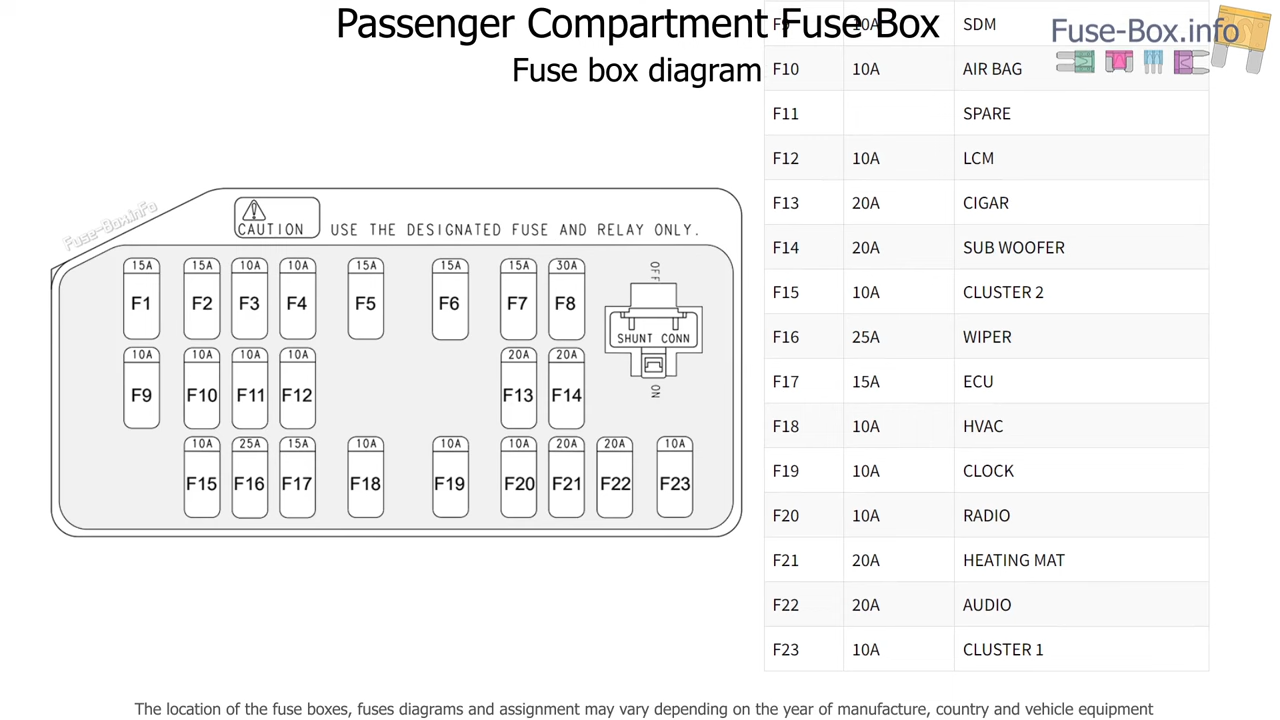 Passenger Compartment Fuse Box
Fuse box diagram
Fuse-Box.info
Fuse-Box.info
CAUTION USE THE DESIGNATED FUSE AND RELAY ONLY.
15A 15A 10A 10A 15A 15A 15A 30A
F1 F2 F3 F4 F5 F6 F7 F8
OFF
SHUNT CONN
ON
10A 10A 10A 10A 20A 20A
F9 F10 F11 F12 F13 F14
10A 25A 15A 10A 10A 10A 20A 20A 10A
F15 F16 F17 F18 F19 F20 F21 F22 F23
F9 10A SDM
F10 10A AIR BAG
F11 SPARE
F12 10A LCM
F13 20A CIGAR
F14 20A SUB WOOFER
F15 10A CLUSTER 2
F16 25A WIPER
F17 15A ECU
F18 10A HVAC
F19 10A CLOCK
F20 10A RADIO
F21 20A HEATING MAT
F22 20A AUDIO
F23 10A CLUSTER 1
The location of the fuse boxes, fuses diagrams and assignment may vary depending on the year of manufacture, country and vehicle equipment